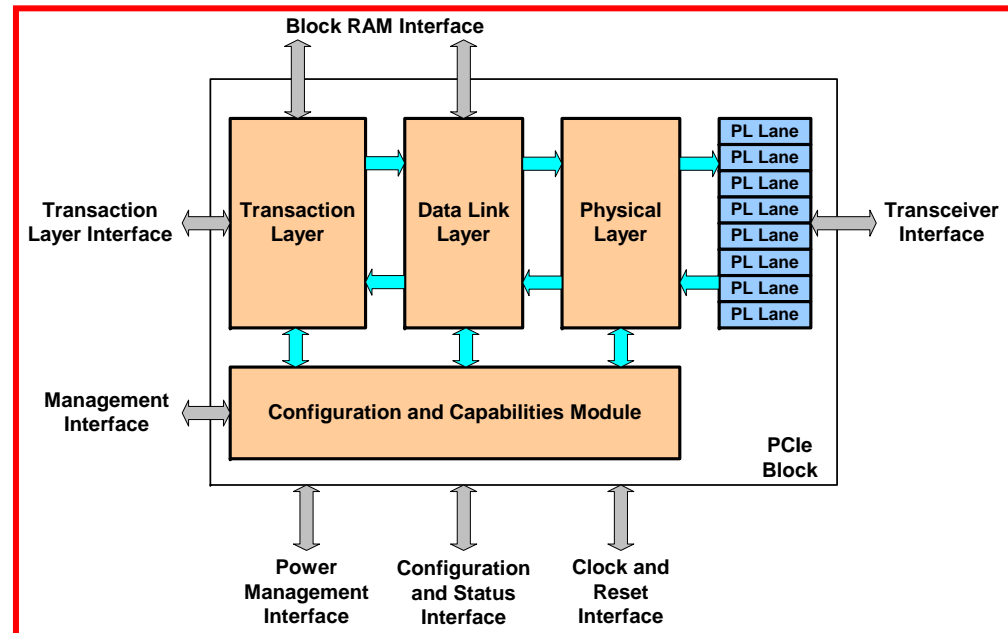 Block RAM Interface
PL Lane
PL Lane
PL Lane
PL Lane
PL Lane
PL Lane
PL Lane
PL Lane
Transaction
Layer Interface
Transaction
Layer
Data Link
Layer
Physical
Layer
Transceiver
Interface
Management
Interface
Configuration and Capabilities Module
PCIe
Block
Power
Management
Interface
Configuration
and Status
Interface
Clock and
Reset
Interface